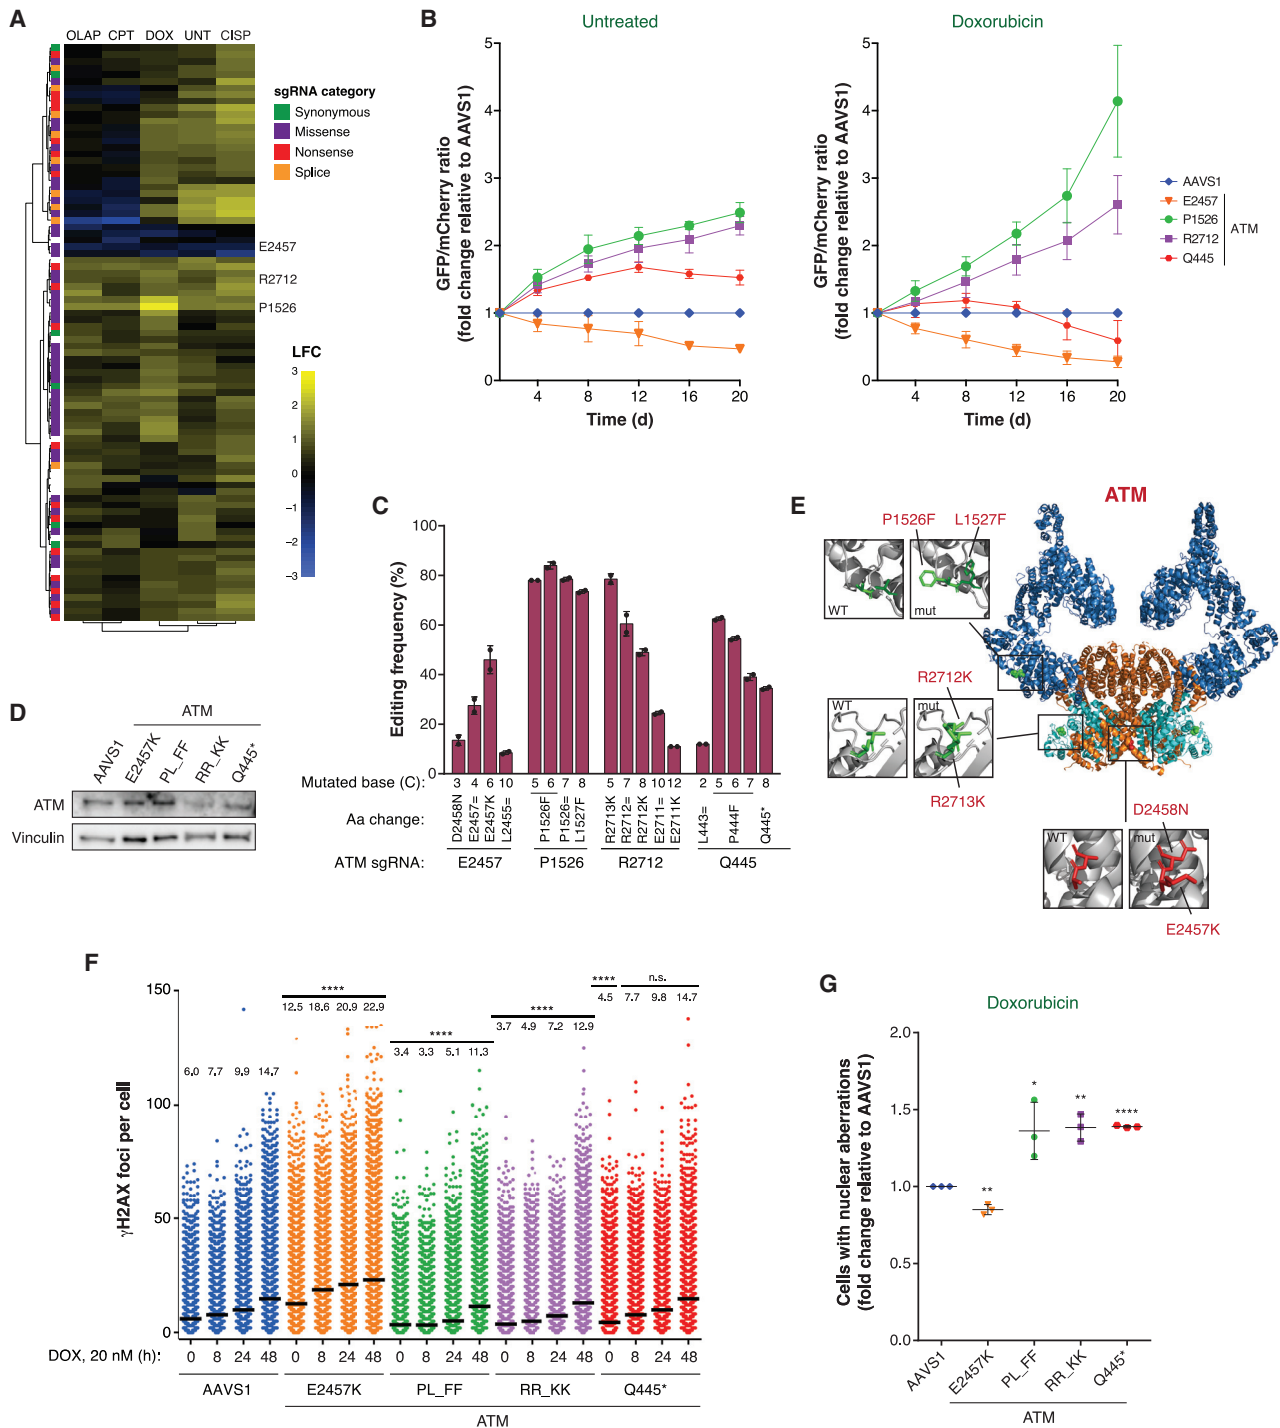 A
OLAP CPT DOX UNT CISP
sgRNA category
Synonymous
Missense
Nonsense
Splice
E2457
R2712
P1526
LFC
3
2
1
0
−1
−2
−3
B
Untreated
GFP/mCherry ratio
(fold change relative to AAVS1)
5
4
3
2
1
0
4 8 12 16 20
Time (d)
Doxorubicin
GFP/mCherry ratio
(fold change relative to AAVS1)
5
4
3
2
1
0
4 8 12 16 20
Time (d)
AAVS1
E2457
P1526
R2712
Q445
ATM
C
Editing frequency (%)
100
80
60
40
20
0
Mutated base (C): 3 4 6 10 5 6 7 8 5 7 8 10 12 2 5 6 7 8
Aa change: D2458N E2457= E2457K L2455= P1526F P1526= L1527F R2713K R2712= R2712K E2711= E2711K L443= P444F Q445*
ATM sgRNA: E2457 P1526 R2712 Q445
D
ATM
AAVS1 E2457K PL_FF RR_KK Q445*
ATM
Vinculin
E
ATM
P1526F L1527F
WT mut
R2712K
WT mut
R2713K
D2458N
WT mut
E2457K
F
γH2AX foci per cell
150
100
50
0
6.0 7.7 9.9 14.7
****
12.5 18.6 20.9 22.9
****
3.4 3.3 5.1 11.3
****
3.7 4.9 7.2 12.9
**** n.s.
4.5 7.7 9.8 14.7
DOX, 20 nM (h): 0 8 24 48 0 8 24 48 0 8 24 48 0 8 24 48 0 8 24 48
AAVS1 E2457K PL_FF RR_KK Q445*
ATM
G
Doxorubicin
Cells with nuclear aberrations
(fold change relative to AAVS1)
2.0
1.5
1.0
0.5
0.0
** * ** ****
AAVS1 E2457K PL_FF RR_KK Q445*
ATM